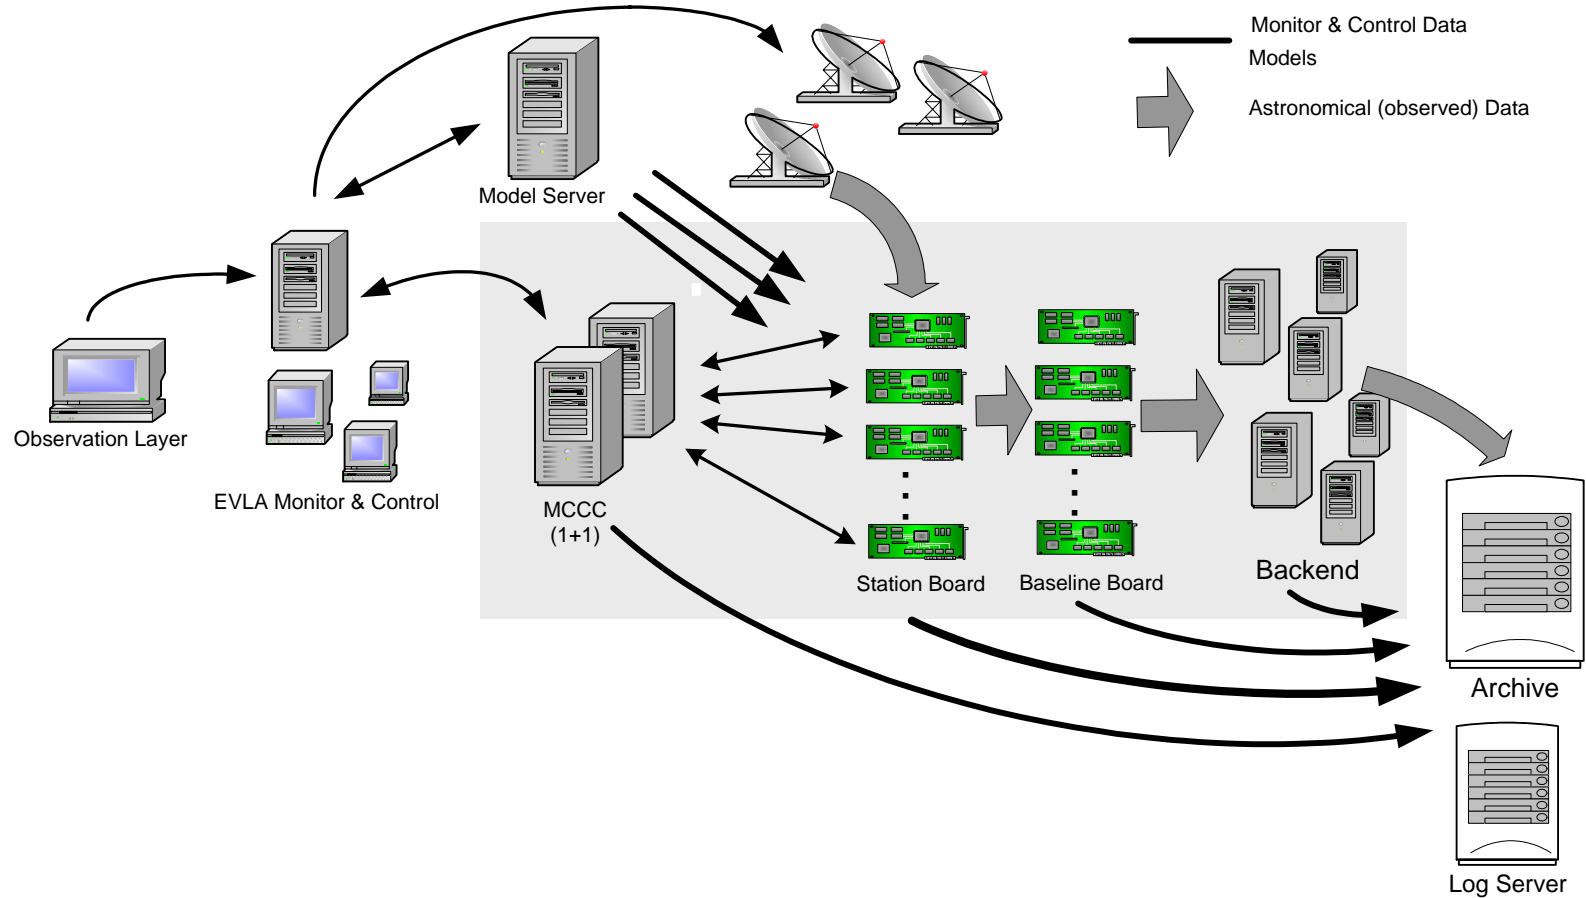 Monitor & Control Data
Models
Astronomical (observed) Data
Model Server
Observation Layer
EVLA Monitor & Control
MCCC
(1+1)
Station Board
Baseline Board
Backend
Archive
Log Server